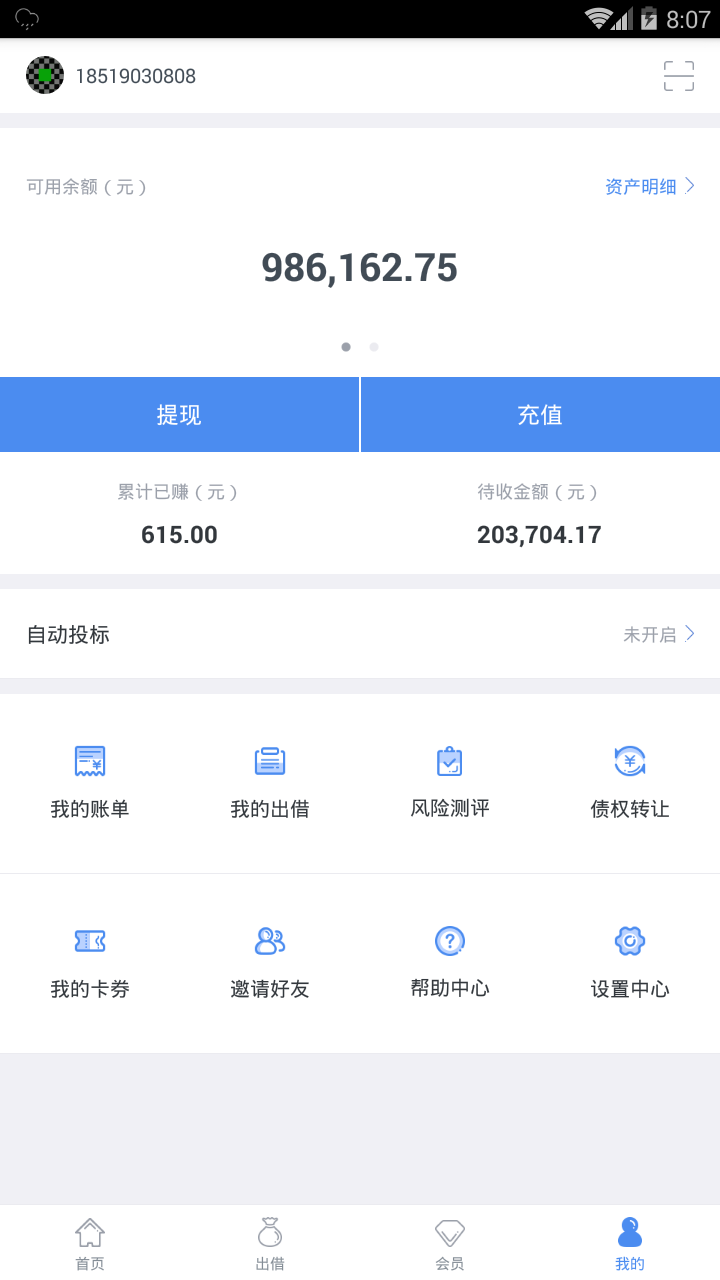 8:07
18519030808
可用余额（元）
资产明细
986,162.75
提现
充值
累计已赚（元）
待收金额（元）
615.00
203,704.17
自动投标
未开启
我的账单
我的出借
风险测评
债权转让
我的卡券
邀请好友
帮助中心
设置中心
首页
出借
会员
我的